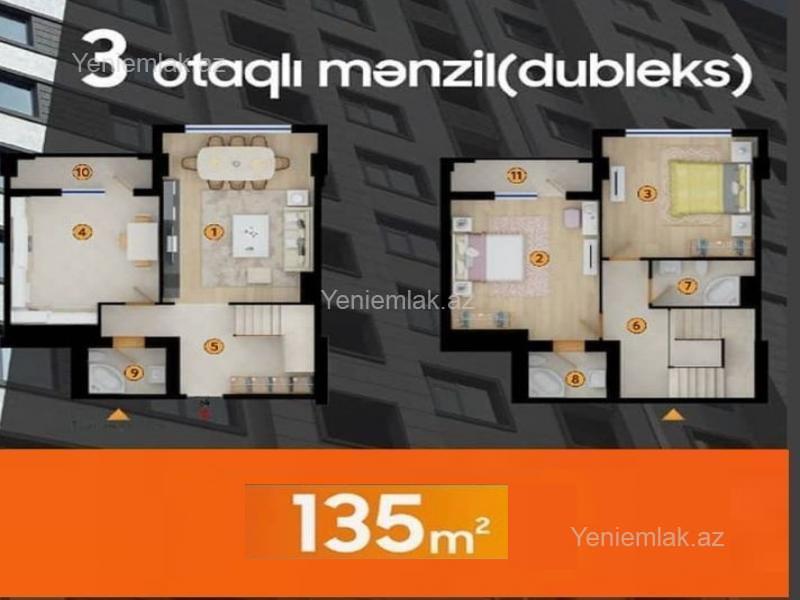 3 otaqlı mənzil(dubleks)
Yeniemlak.az
10
11
4
1
2
3
5
6
7
8
9
Yeniemlak.az
135m²
Yeniemlak.az